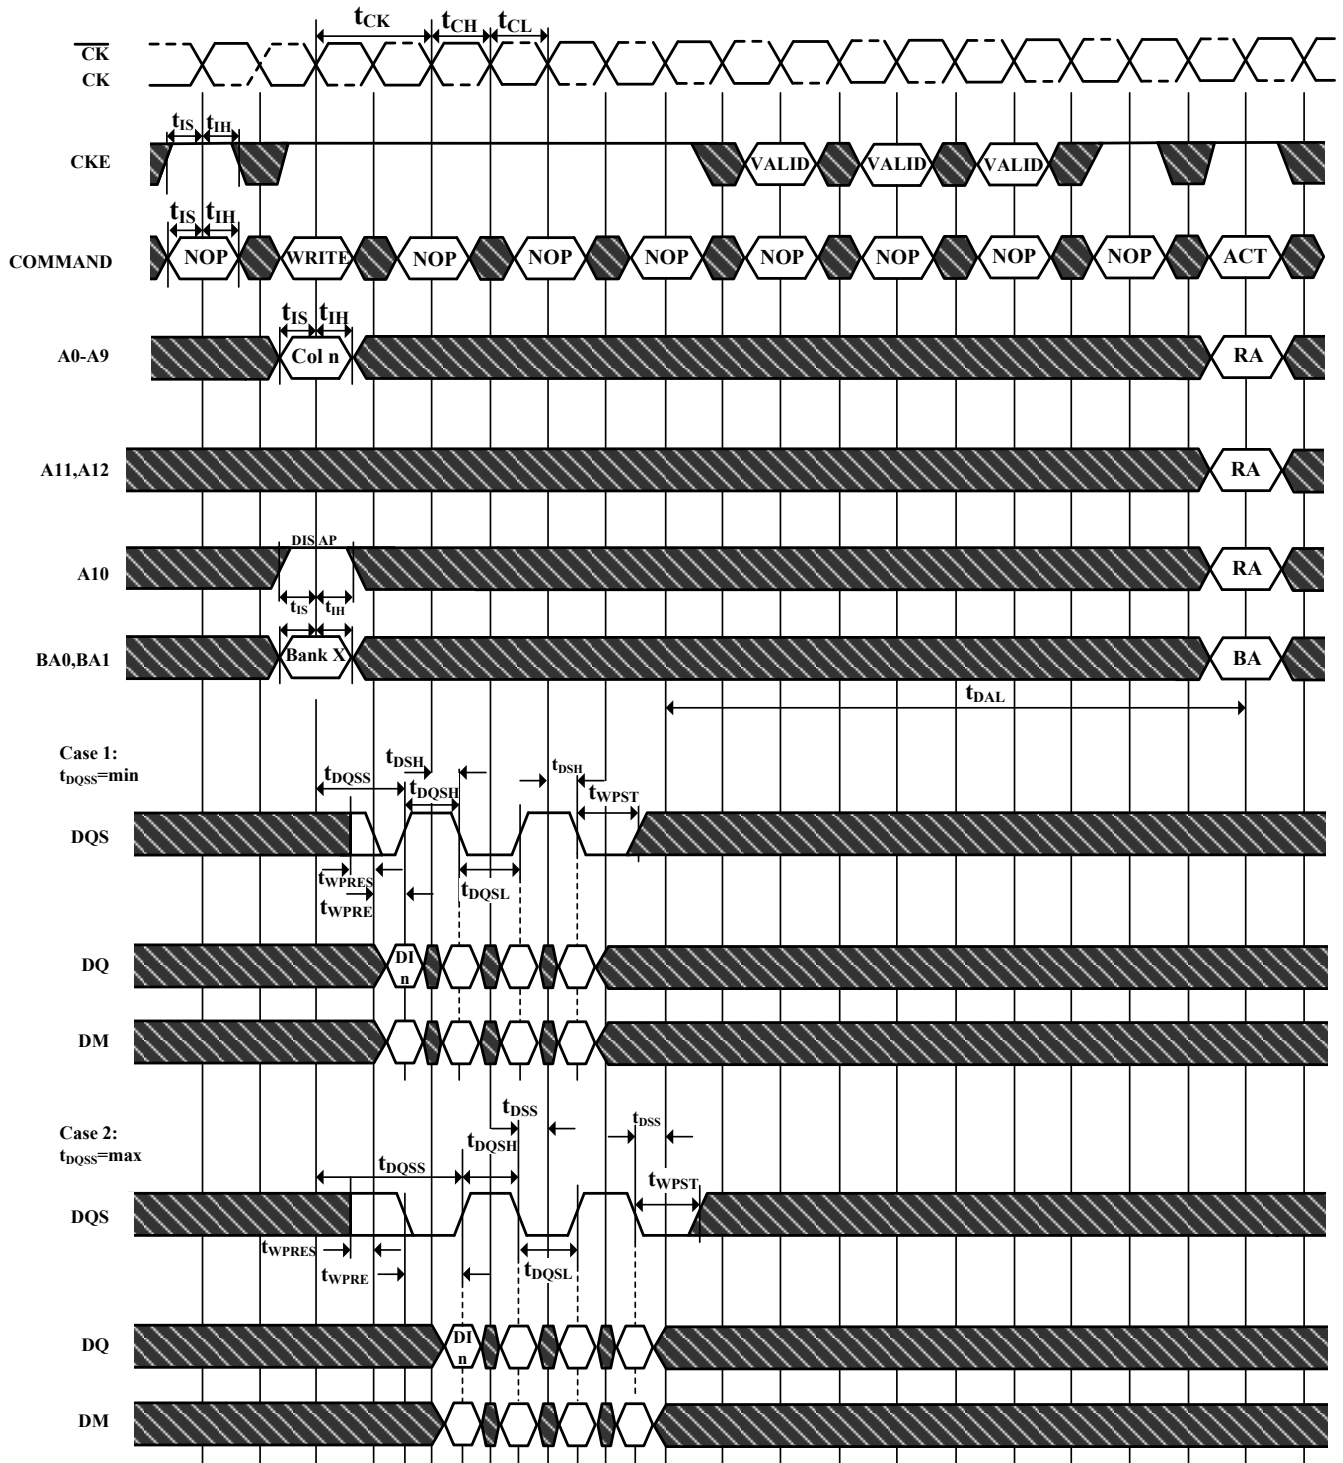 tCK tCH tCL
CK
CK
tIS tIH
CKE VALID VALID VALID
tIS tIH
COMMAND NOP WRITE NOP NOP NOP NOP NOP NOP NOP ACT
tIS tIH
A0-A9 Col n RA
A11,A12 RA
DIS AP
A10 RA
tIS tIH
BA0,BA1 Bank X BA
tDAL
Case 1:
tDQSS=min
tDSH tDSH
tDQSS tDQSH tWPST
DQS
tWPRES tDQSL
tWPRE
DQ DI
n
DM
tDSS tDSS
Case 2:
tDQSS=max
tDQSH
tDQSS tWPST
DQS
tWPRES
tWPRE tDQSL
DQ DI
n
DM